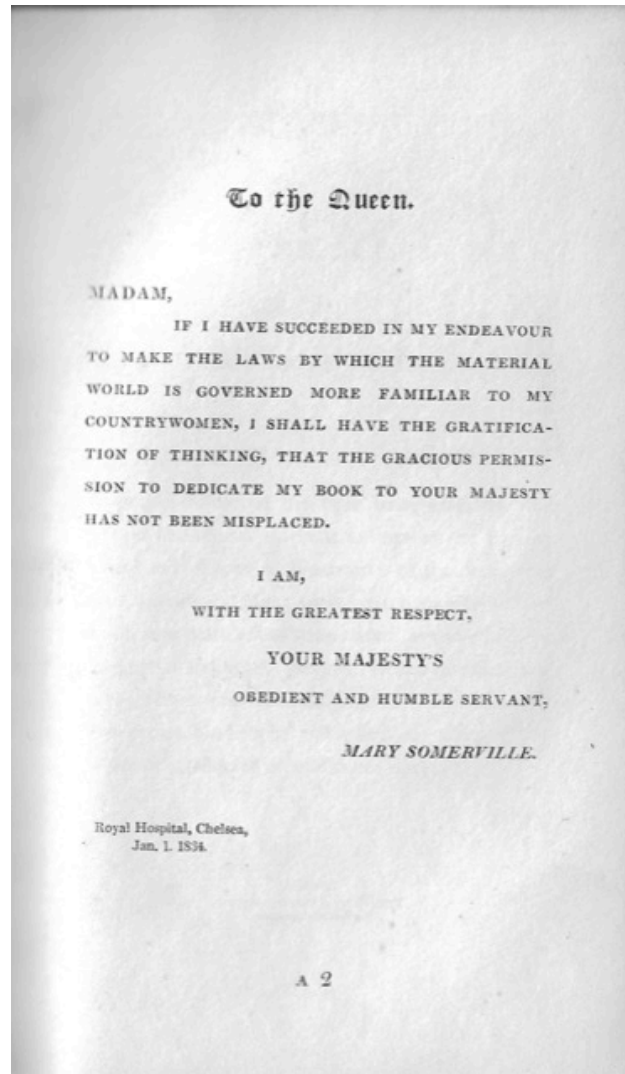 To the Queen.
MADAM,
IF I HAVE SUCCEEDED IN MY ENDEAVOUR
TO MAKE THE LAWS BY WHICH THE MATERIAL
WORLD IS GOVERNED MORE FAMILIAR TO MY
COUNTRYWOMEN, I SHALL HAVE THE GRATIFICA-
TION OF THINKING, THAT THE GRACIOUS PERMIS-
SION TO DEDICATE MY BOOK TO YOUR MAJESTY
HAS NOT BEEN MISPLACED.
I AM,
WITH THE GREATEST RESPECT,
YOUR MAJESTY'S
OBEDIENT AND HUMBLE SERVANT,
MARY SOMERVILLE.
Royal Hospital, Chelsea,
Jan. 1. 1834.
A 2